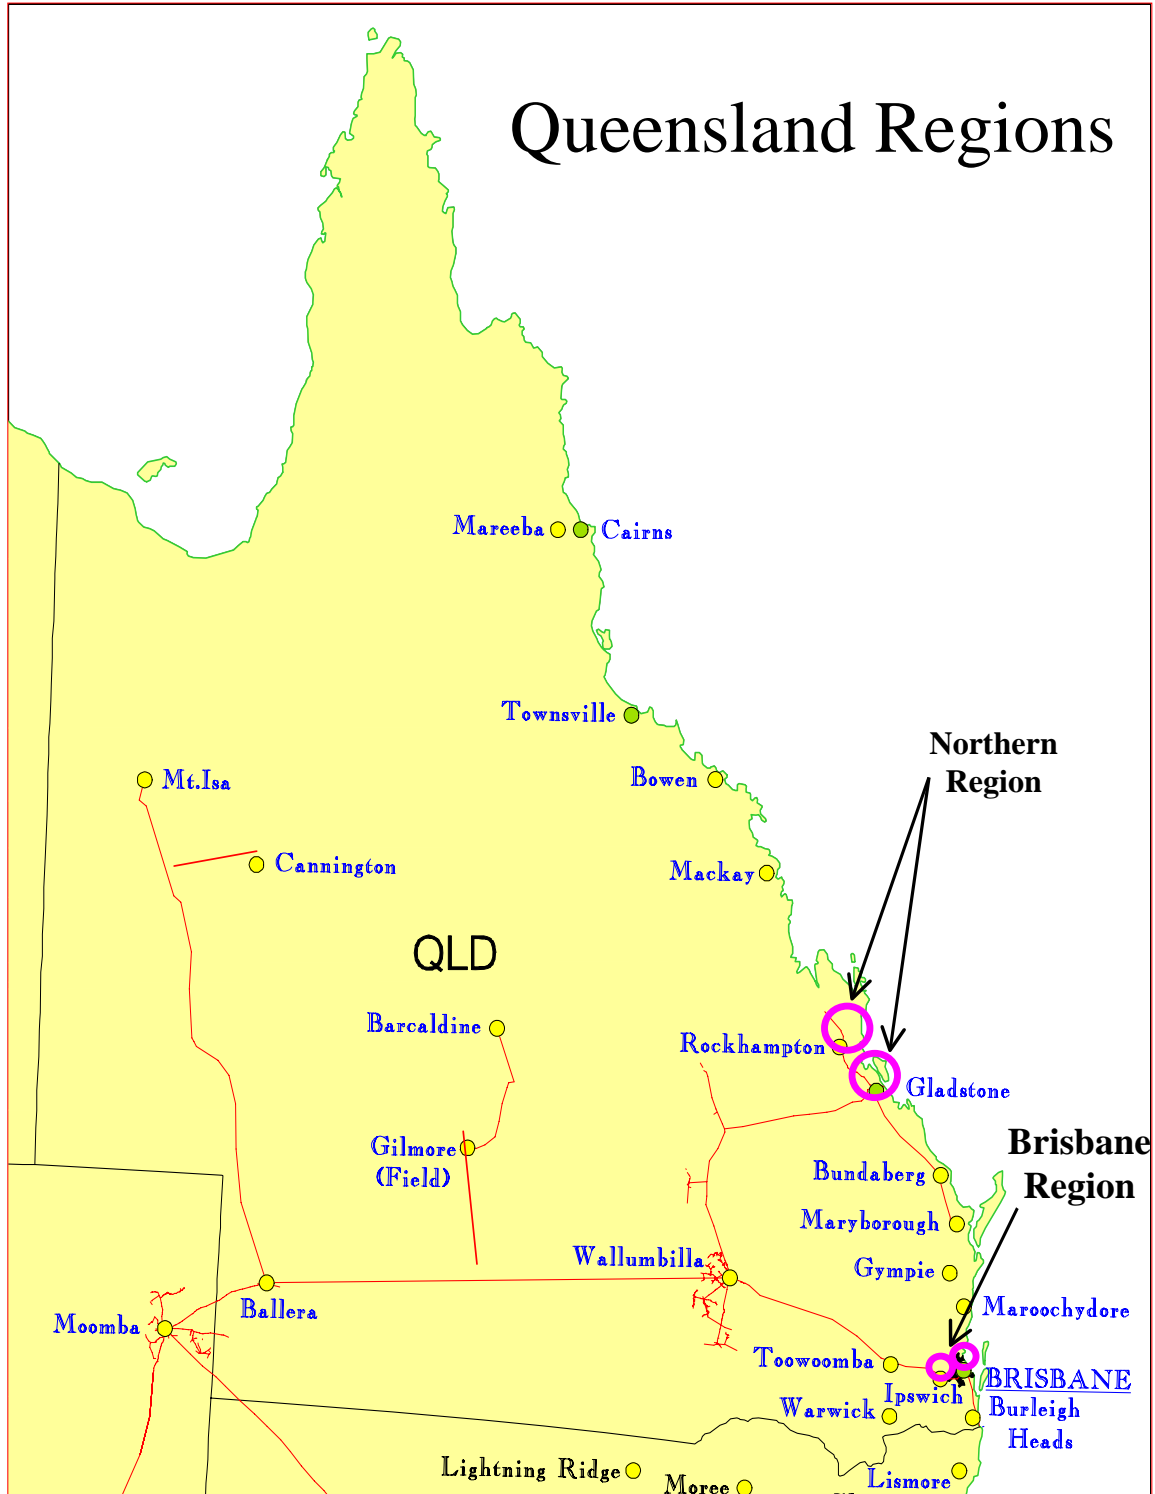 Queensland Regions
Mareeba
Cairns
Townsville
Northern
Region
Bowen
Mt.Isa
Cannington
Mackay
QLD
Barcaldine
Rockhampton
Gladstone
Brisbane
Region
Gilmore
(Field)
Bundaberg
Maryborough
Wallumbilla
Gympie
Ballera
Maroochydore
Moomba
Toowoomba
BRISBANE
Ipswich
Warwick
Burleigh
Heads
Lightning Ridge
Moree
Lismore